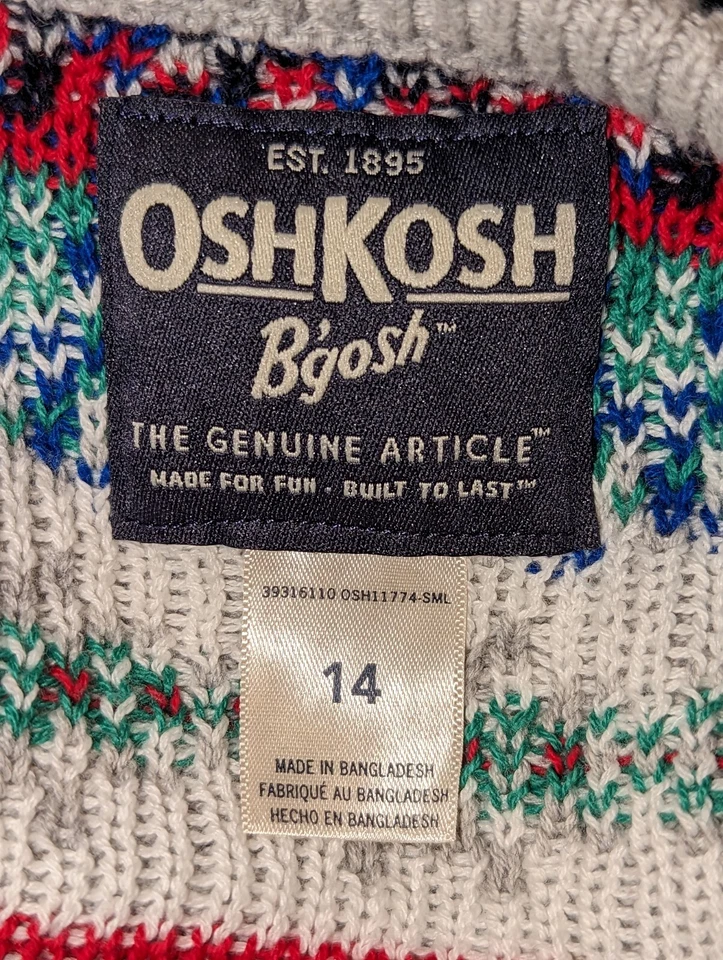 EST. 1895
OSHKOSH
B'gosh™
THE GENUINE ARTICLE™
MADE FOR FUN · BUILT TO LAST™
39316110 OSH11774-SML
14
MADE IN BANGLADESH
FABRIQUÉ AU BANGLADESH
HECHO EN BANGLADESH